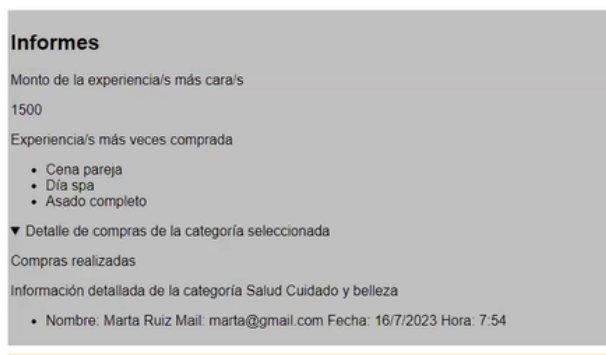 Informes
Monto de la experiencia/s más cara/s
1500
Experiencia/s más veces comprada
• Cena pareja
• Día spa
• Asado completo
▼ Detalle de compras de la categoría seleccionada
Compras realizadas
Información detallada de la categoría Salud Cuidado y belleza
• Nombre: Marta Ruiz Mail: marta@gmail.com Fecha: 16/7/2023 Hora: 7:54